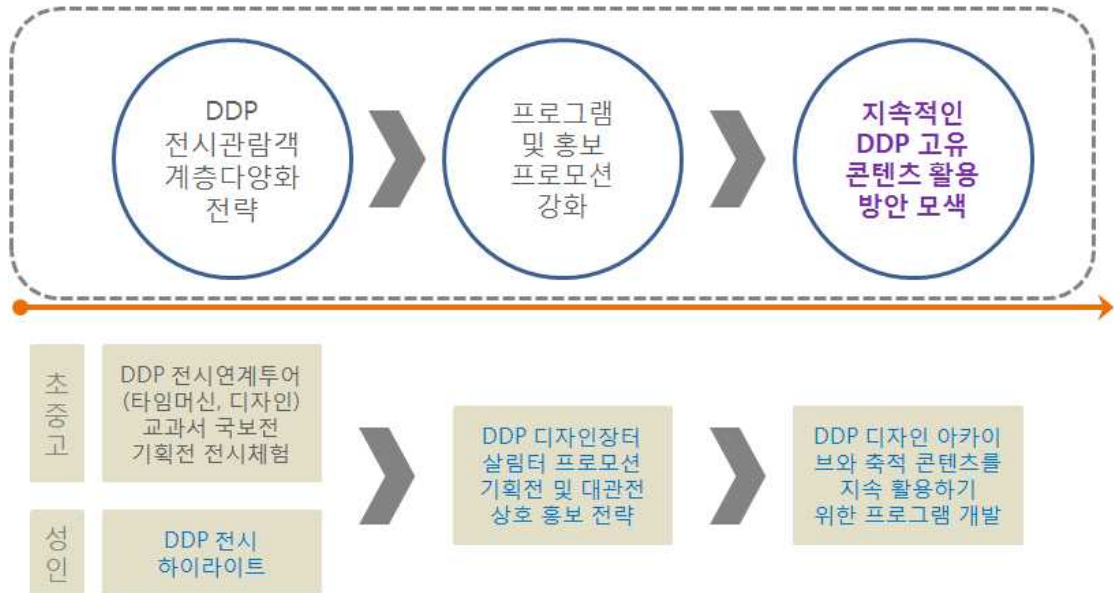 DDP
전시관람객
계층다양화
전략
프로그램
및 홍보
프로모션
강화
지속적인
DDP 고유
콘텐츠 활용
방안 모색
초
중
고
DDP 전시연계투어
(타임머신, 디자인)
교과서 국보전
기획전 전시체험
성
인
DDP 전시
하이라이트
DDP 디자인장터
살림터 프로모션
기획전 및 대관전
상호 홍보 전략
DDP 디자인 아카이
브와 축적 콘텐츠를
지속 활용하기
위한 프로그램 개발